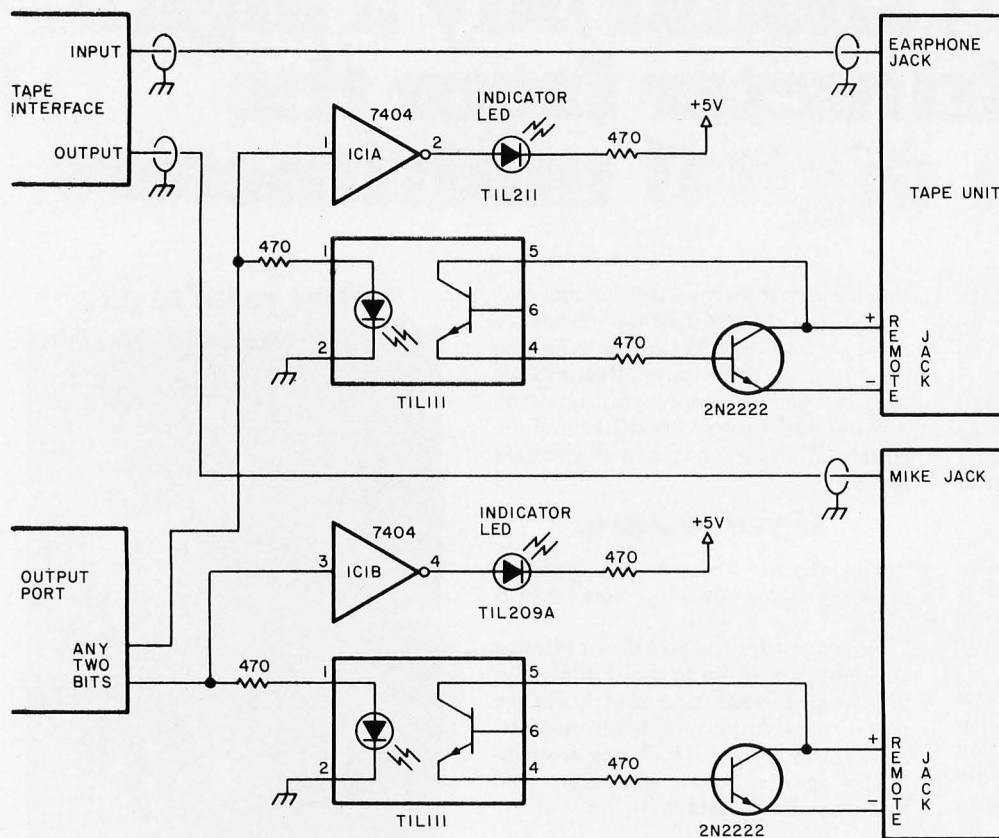 INPUT
TAPE
INTERFACE
OUTPUT
EARPHONE
JACK
TAPE UNIT
7404
1
IC1A
2
INDICATOR
LED
TIL211
470
+5V
470
1
2
5
6
4
TIL111
470
2N2222
+
−
REMOTE
JACK
MIKE JACK
OUTPUT
PORT
ANY
TWO
BITS
7404
3
IC1B
4
INDICATOR
LED
TIL209A
470
+5V
470
1
2
5
6
4
TIL111
470
2N2222
+
−
REMOTE
JACK